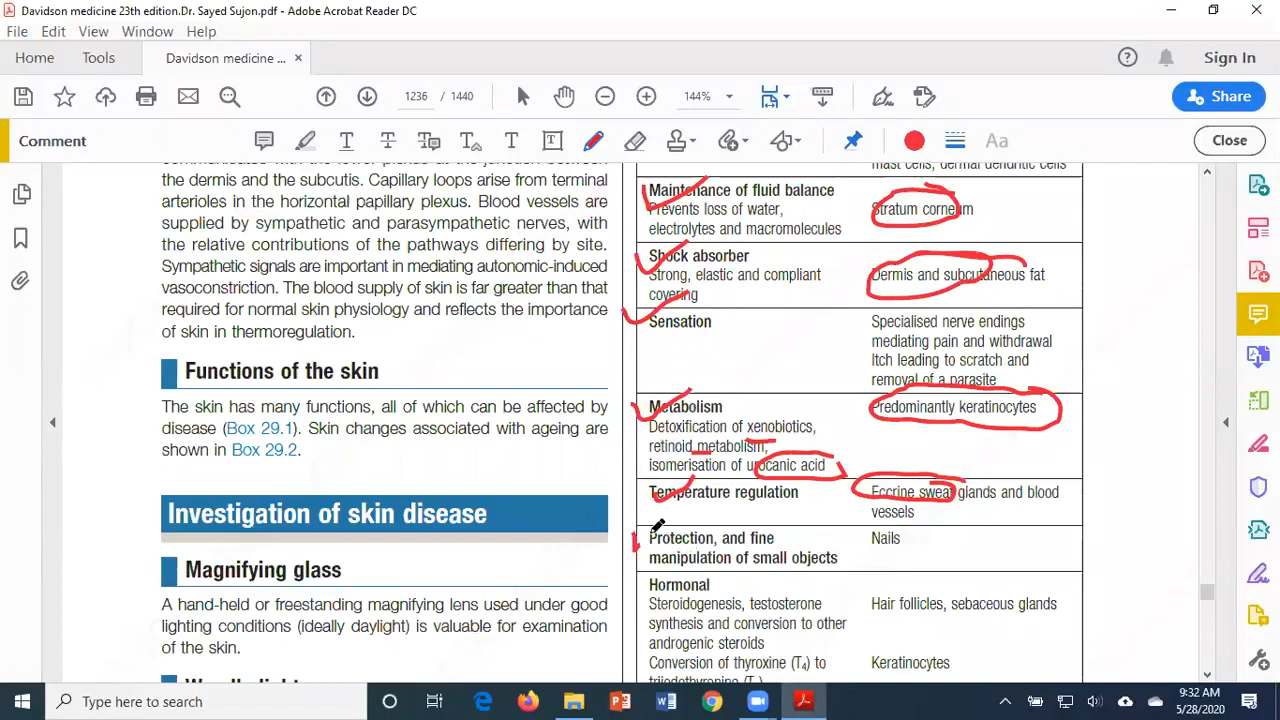 Davidson medicine 23th edition.Dr. Sayed Sujon.pdf - Adobe Acrobat Reader DC
File Edit View Window Help
Home Tools Davidson medicine ... × Sign In
1236 / 1440 144% Share
Comment Close
the dermis and the subcutis. Capillary loops arise from terminal
arterioles in the horizontal papillary plexus. Blood vessels are
supplied by sympathetic and parasympathetic nerves, with
the relative contributions of the pathways differing by site.
Sympathetic signals are important in mediating autonomic-induced
vasoconstriction. The blood supply of skin is far greater than that
required for normal skin physiology and reflects the importance
of skin in thermoregulation.
Functions of the skin
The skin has many functions, all of which can be affected by
disease (Box 29.1). Skin changes associated with ageing are
shown in Box 29.2.
Investigation of skin disease
Magnifying glass
A hand-held or freestanding magnifying lens used under good
lighting conditions (ideally daylight) is valuable for examination
of the skin.
mast cells, dermal dendritic cells
Maintenance of fluid balance
Prevents loss of water, Stratum corneum
electrolytes and macromolecules
Shock absorber
Strong, elastic and compliant Dermis and subcutaneous fat
covering
Sensation Specialised nerve endings
mediating pain and withdrawal
Itch leading to scratch and
removal of a parasite
Metabolism Predominantly keratinocytes
Detoxification of xenobiotics,
retinoid metabolism,
isomerisation of urocanic acid
Temperature regulation Eccrine sweat glands and blood
vessels
Protection, and fine Nails
manipulation of small objects
Hormonal
Steroidogenesis, testosterone Hair follicles, sebaceous glands
synthesis and conversion to other
androgenic steroids
Conversion of thyroxine (T₄) to Keratinocytes
Type here to search
9:32 AM
5/28/2020